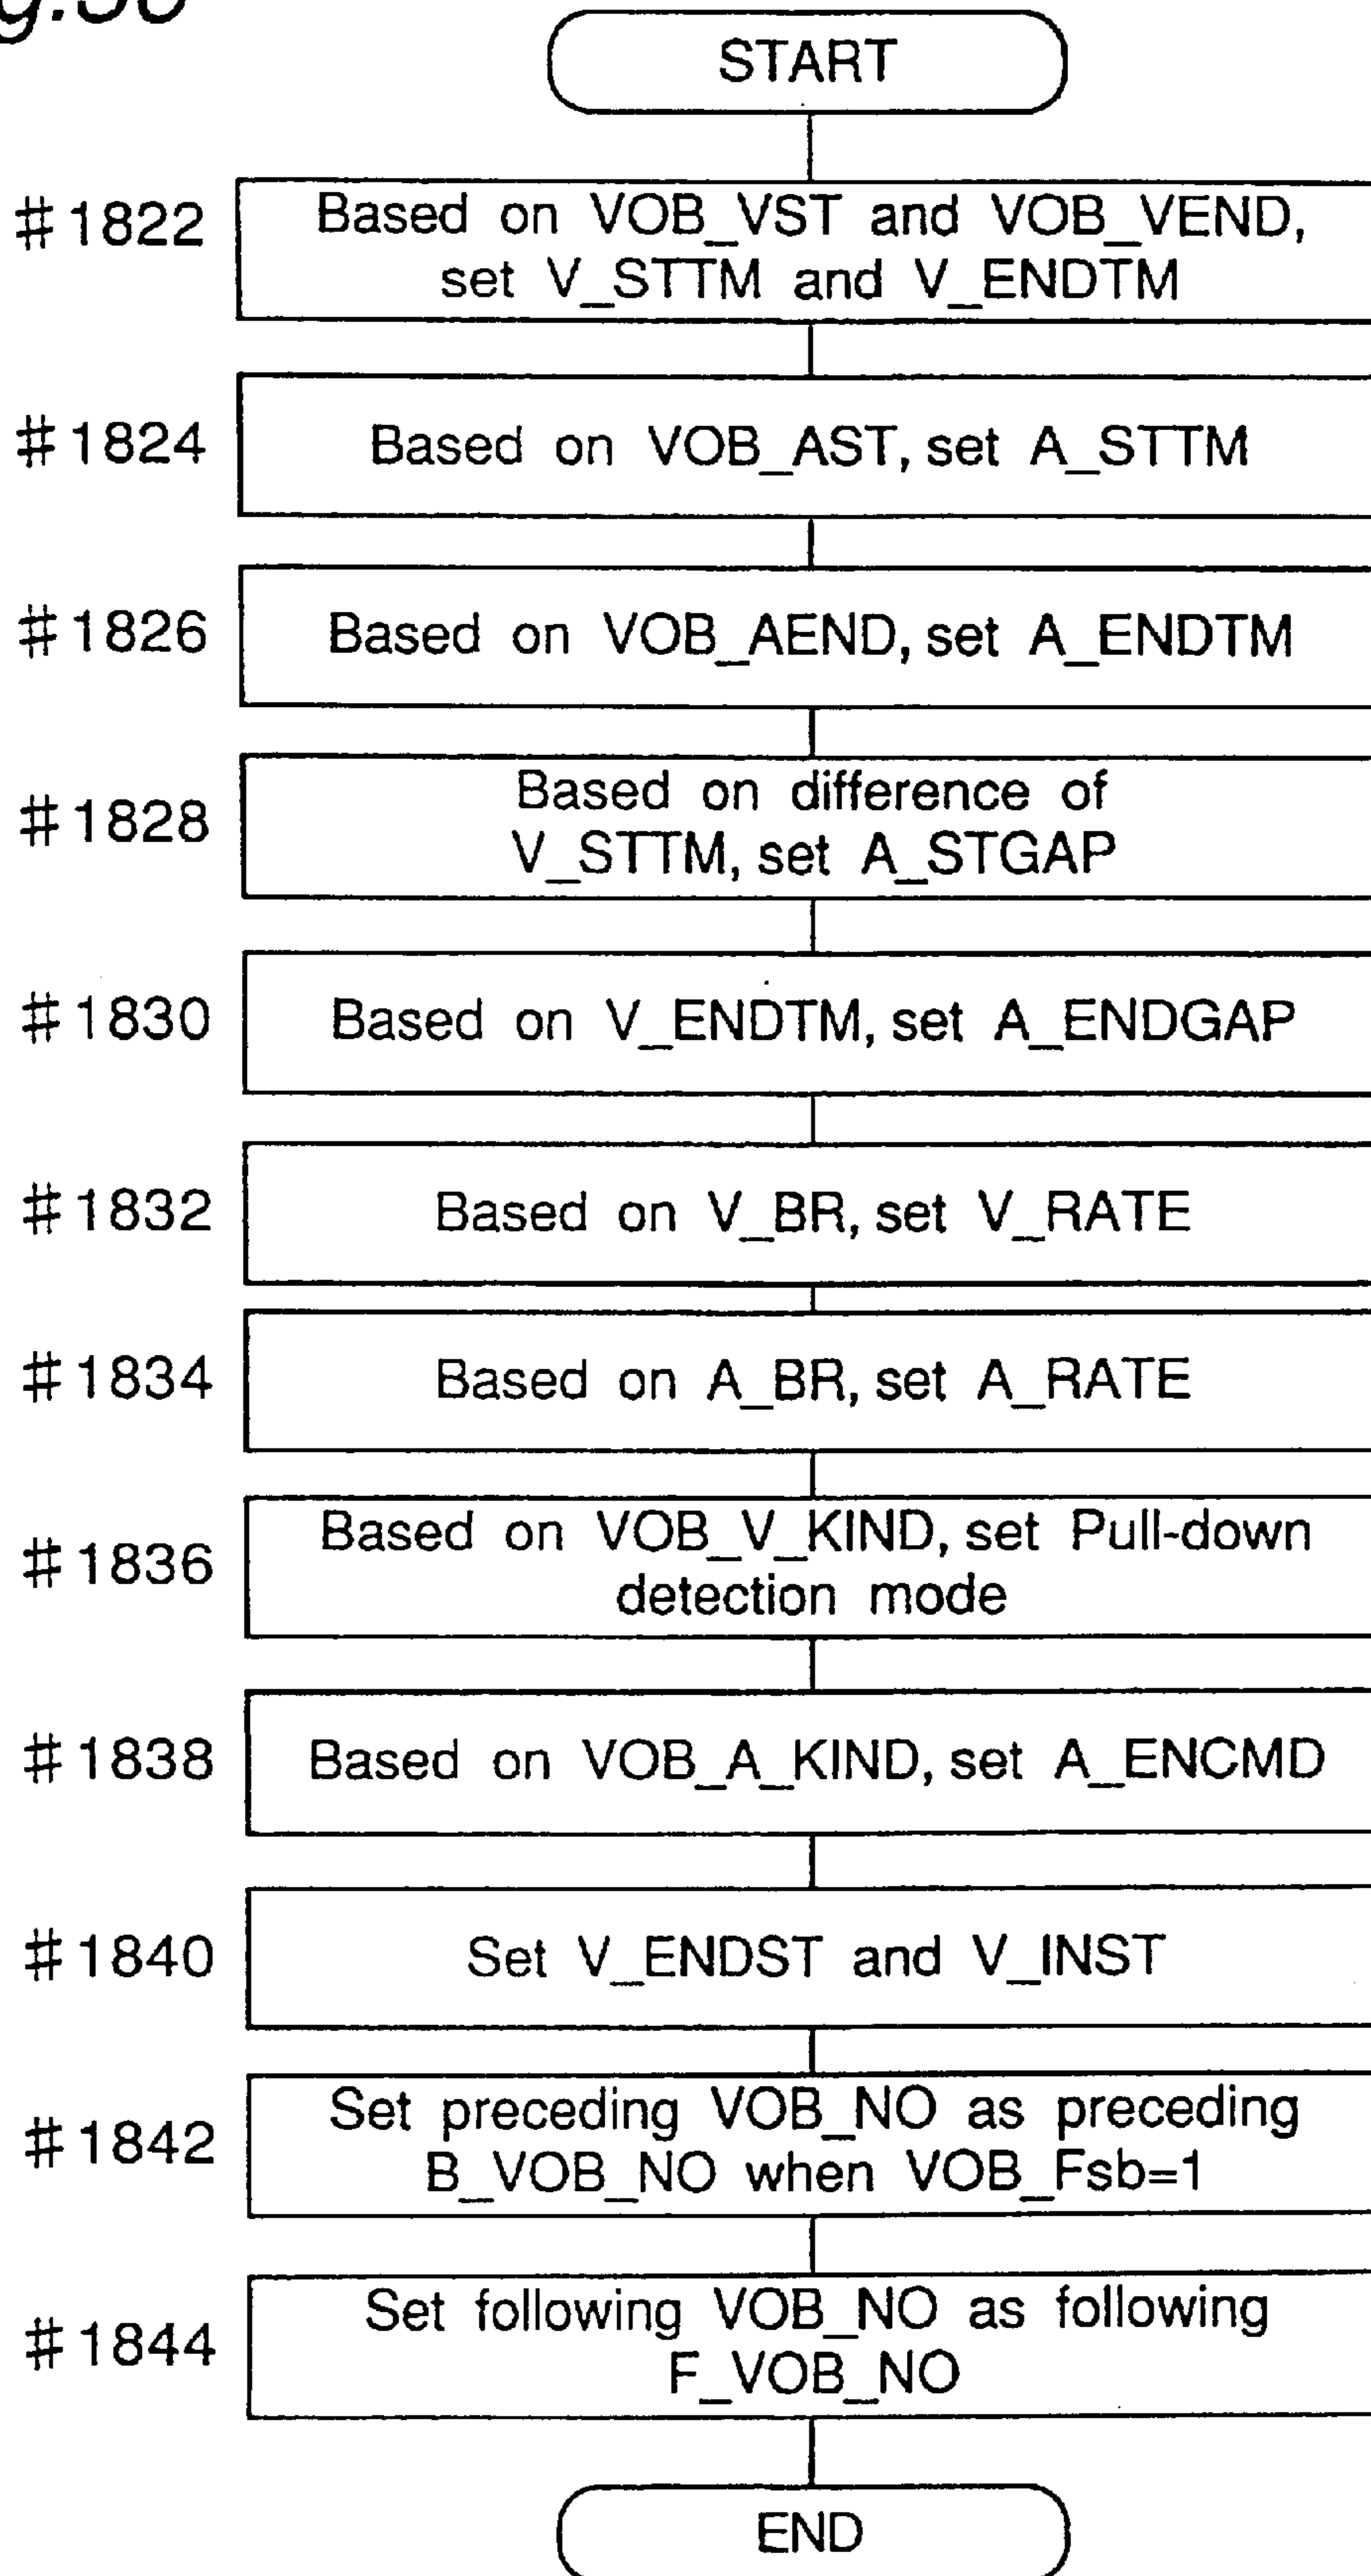 START
#1822
Based on VOB_VST and VOB_VEND,
set V_STTM and V_ENDTM
#1824
Based on VOB_AST, set A_STTM
#1826
Based on VOB_AEND, set A_ENDTM
#1828
Based on difference of
V_STTM, set A_STGAP
#1830
Based on V_ENDTM, set A_ENDGAP
#1832
Based on V_BR, set V_RATE
#1834
Based on A_BR, set A_RATE
#1836
Based on VOB_V_KIND, set Pull-down
detection mode
#1838
Based on VOB_A_KIND, set A_ENCMD
#1840
Set V_ENDST and V_INST
#1842
Set preceding VOB_NO as preceding
B_VOB_NO when VOB_Fsb=1
#1844
Set following VOB_NO as following
F_VOB_NO
END